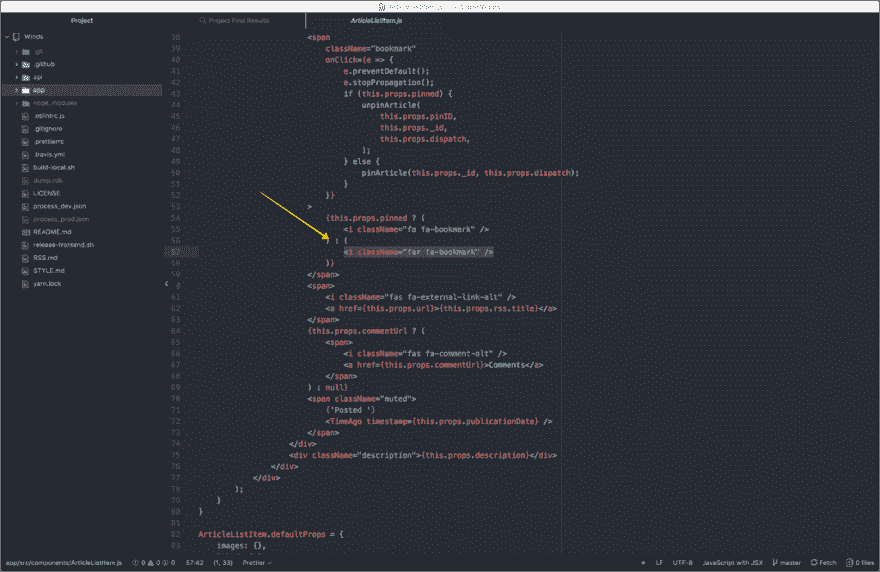 ArticleListItem.js
Project
Project Find Results
ArticleListItem.js
Winds
.git
.github
api
app
node_modules
.eslintrc.js
.gitignore
.prettierrc
.travis.yml
build-local.sh
dump.rdb
LICENSE
process_dev.json
process_prod.json
README.md
release-frontend.sh
RSS.md
STYLE.md
yarn.lock
38 <span
39 className="bookmark"
40 onClick={e => {
41 e.preventDefault();
42 e.stopPropagation();
43 if (this.props.pinned) {
44 unpinArticle(
45 this.props.pinID,
46 this.props._id,
47 this.props.dispatch,
48 );
49 } else {
50 pinArticle(this.props._id, this.props.dispatch);
51 }
52 }}
53 >
54 {this.props.pinned ? (
55 <i className="fa fa-bookmark" />
56 ) : (
57 <i className="far fa-bookmark" />
58 )}
59 </span>
60 <span>
61 <i className="fas fa-external-link-alt" />
62 <a href={this.props.url}>{this.props.rss.title}</a>
63 </span>
64 {this.props.commentUrl ? (
65 <span>
66 <i className="fas fa-comment-alt" />
67 <a href={this.props.commentUrl}>Comments</a>
68 </span>
69 ) : null}
70 <span className="muted">
71 {'Posted '}
72 <TimeAgo timestamp={this.props.publicationDate} />
73 </span>
74 </div>
75 <div className="description">{this.props.description}</div>
76 </div>
77 </div>
78 );
79 }
80 }
81
82 ArticleListItem.defaultProps = {
83 images: {},
app/src/components/ArticleListItem.js 0 0 0 57:42 (1, 33) Prettier LF UTF-8 JavaScript with JSX master Fetch 0 files